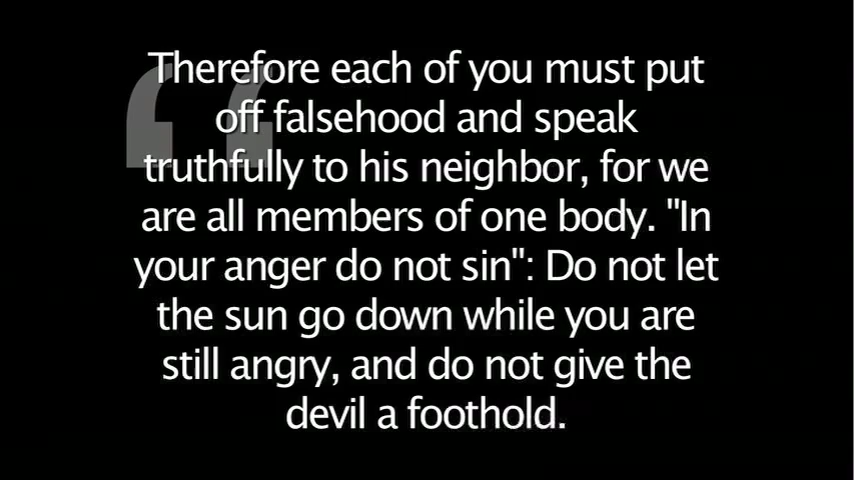 Therefore each of you must put
off falsehood and speak
truthfully to his neighbor, for we
are all members of one body. "In
your anger do not sin": Do not let
the sun go down while you are
still angry, and do not give the
devil a foothold.